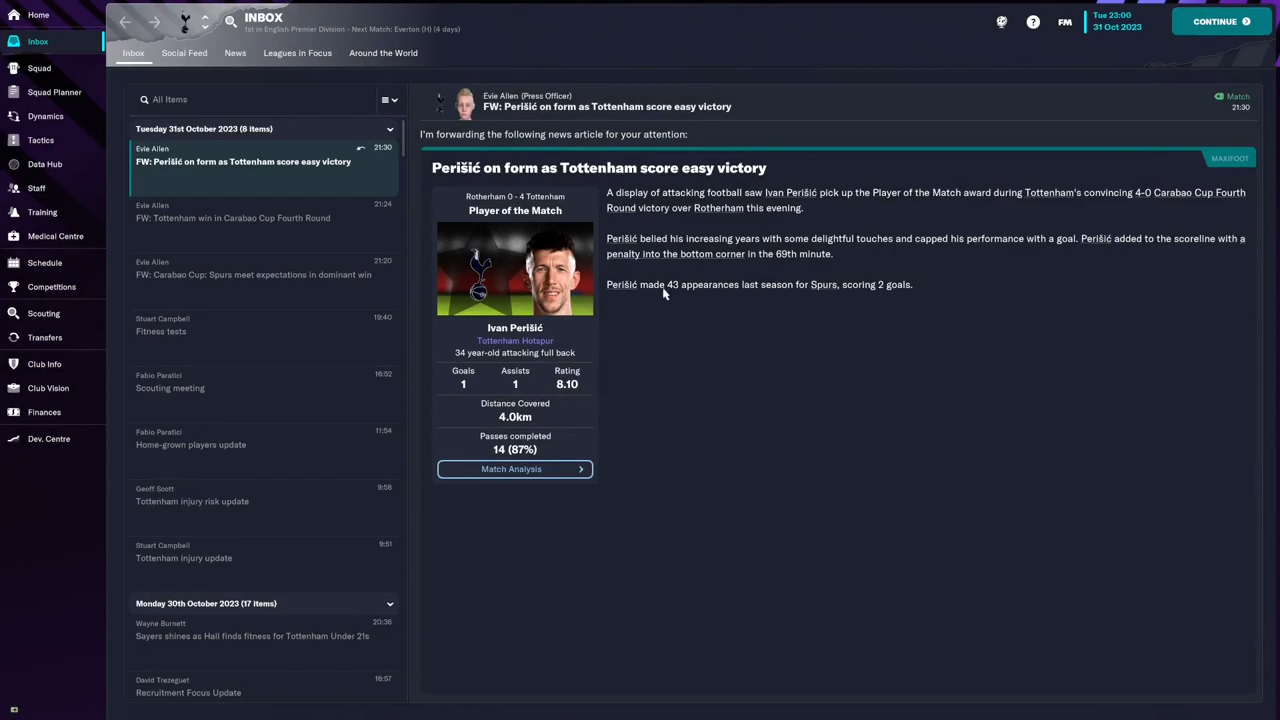 Home
Inbox
Squad
Squad Planner
Dynamics
Tactics
Data Hub
Staff
Training
Medical Centre
Schedule
Competitions
Scouting
Transfers
Club Info
Club Vision
Finances
Dev. Centre
INBOX
1st in English Premier Division - Next Match: Everton (H) (4 days)
FM
Tue 23:00
31 Oct 2023
CONTINUE
Inbox
Social Feed
News
Leagues in Focus
Around the World
All Items
Tuesday 31st October 2023 (8 items)
Evie Allen 21:30
FW: Perišić on form as Tottenham score easy victory
Evie Allen 21:24
FW: Tottenham win in Carabao Cup Fourth Round
Evie Allen 21:20
FW: Carabao Cup: Spurs meet expectations in dominant win
Stuart Campbell 19:40
Fitness tests
Fabio Paratici 16:52
Scouting meeting
Fabio Paratici 11:54
Home-grown players update
Geoff Scott 9:58
Tottenham injury risk update
Stuart Campbell 9:51
Tottenham injury update
Monday 30th October 2023 (17 items)
Wayne Burnett 20:36
Sayers shines as Hall finds fitness for Tottenham Under 21s
David Trezeguet 16:57
Recruitment Focus Update
Evie Allen (Press Officer)
FW: Perišić on form as Tottenham score easy victory
Match
21:30
I'm forwarding the following news article for your attention:
MAXIFOOT
Perišić on form as Tottenham score easy victory
Rotherham 0 - 4 Tottenham
Player of the Match
Ivan Perišić
Tottenham Hotspur
34 year-old attacking full back
Goals Assists Rating
1 1 8.10
Distance Covered
4.0km
Passes completed
14 (87%)
Match Analysis
A display of attacking football saw Ivan Perišić pick up the Player of the Match award during Tottenham's convincing 4-0 Carabao Cup Fourth
Round victory over Rotherham this evening.
Perišić belied his increasing years with some delightful touches and capped his performance with a goal. Perišić added to the scoreline with a
penalty into the bottom corner in the 69th minute.
Perišić made 43 appearances last season for Spurs, scoring 2 goals.